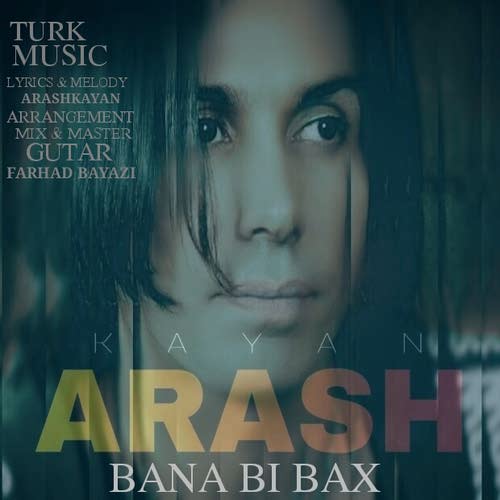 TURK
MUSIC
LYRICS & MELODY
ARASHKAYAN
ARRANGEMENT
MIX & MASTER
GUTAR
FARHAD BAYAZI
KAYAN
ARASH
BANA BI BAX